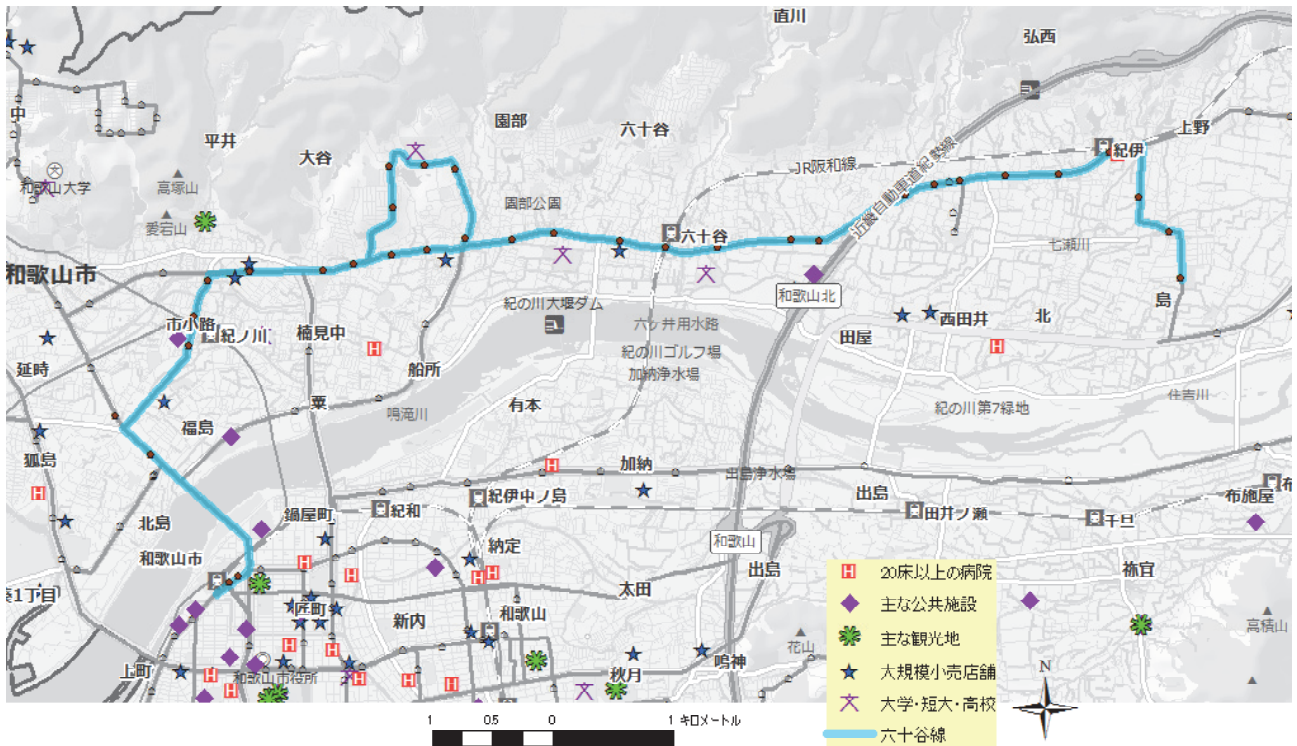 直川
弘西
中
平井
大谷
園部
六十谷
上野
JR阪和線
紀伊
近畿自動車道紀勢線
和歌山大学
高塚山
愛宕山
園部公園
六十谷
七瀬川
和歌山市
和歌山北
島
紀の川大堰ダム
市小路
紀ノ川
楠見中
六ヶ井用水路
田屋
西田井
北
紀の川ゴルフ場
加納浄水場
延時
船所
粟
鳴滝川
有本
紀の川第7緑地
住吉川
福島
狐島
加納
出島浄水場
出島
布施屋
布
北島
鍋屋町
紀和
紀伊中ノ島
田井ノ瀬
千旦
和歌山市
納定
和歌山
出島
太田
祢宜
1丁目
匠町
新内
和歌山
高積山
上町
和歌山市役所
秋月
鳴神
花山
20床以上の病院
主な公共施設
主な観光地
大規模小売店舗
大学・短大・高校
六十谷線
N
1 0.5 0 1 キロメートル